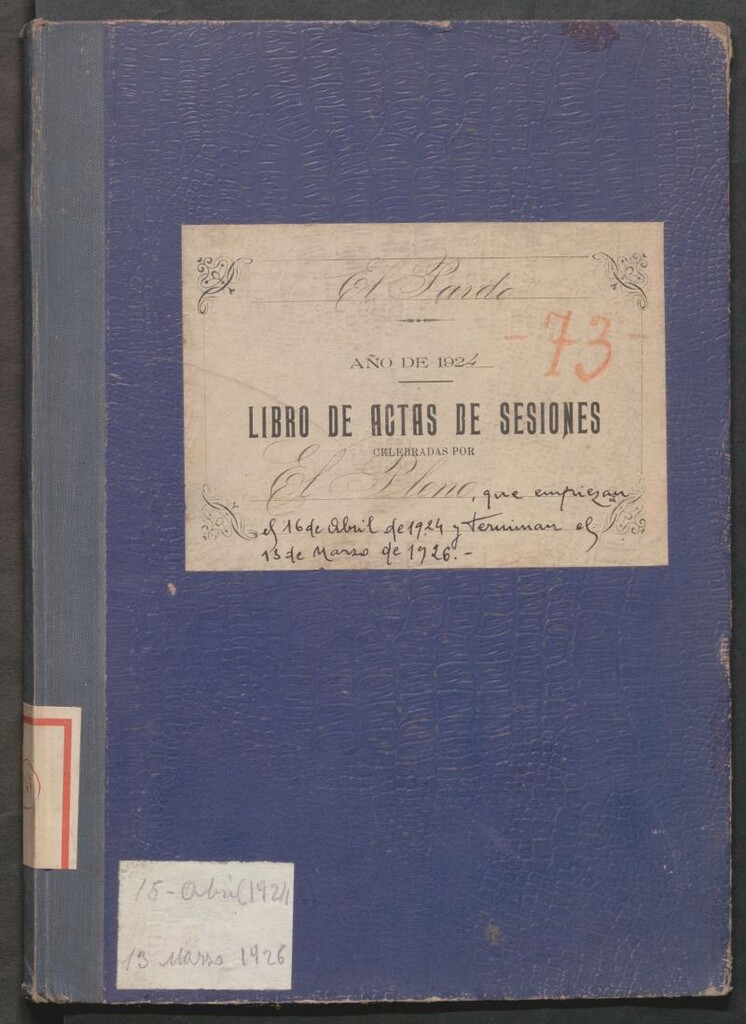 El Pardo
-73-
AÑO DE 1924
LIBRO DE ACTAS DE SESIONES
CELEBRADAS POR
El Pleno, que empiezan
el 16 de Abril de 1924 y Terminan el
13 de Marzo de 1926.-
15 - Abril 1924
13 Marzo 1926